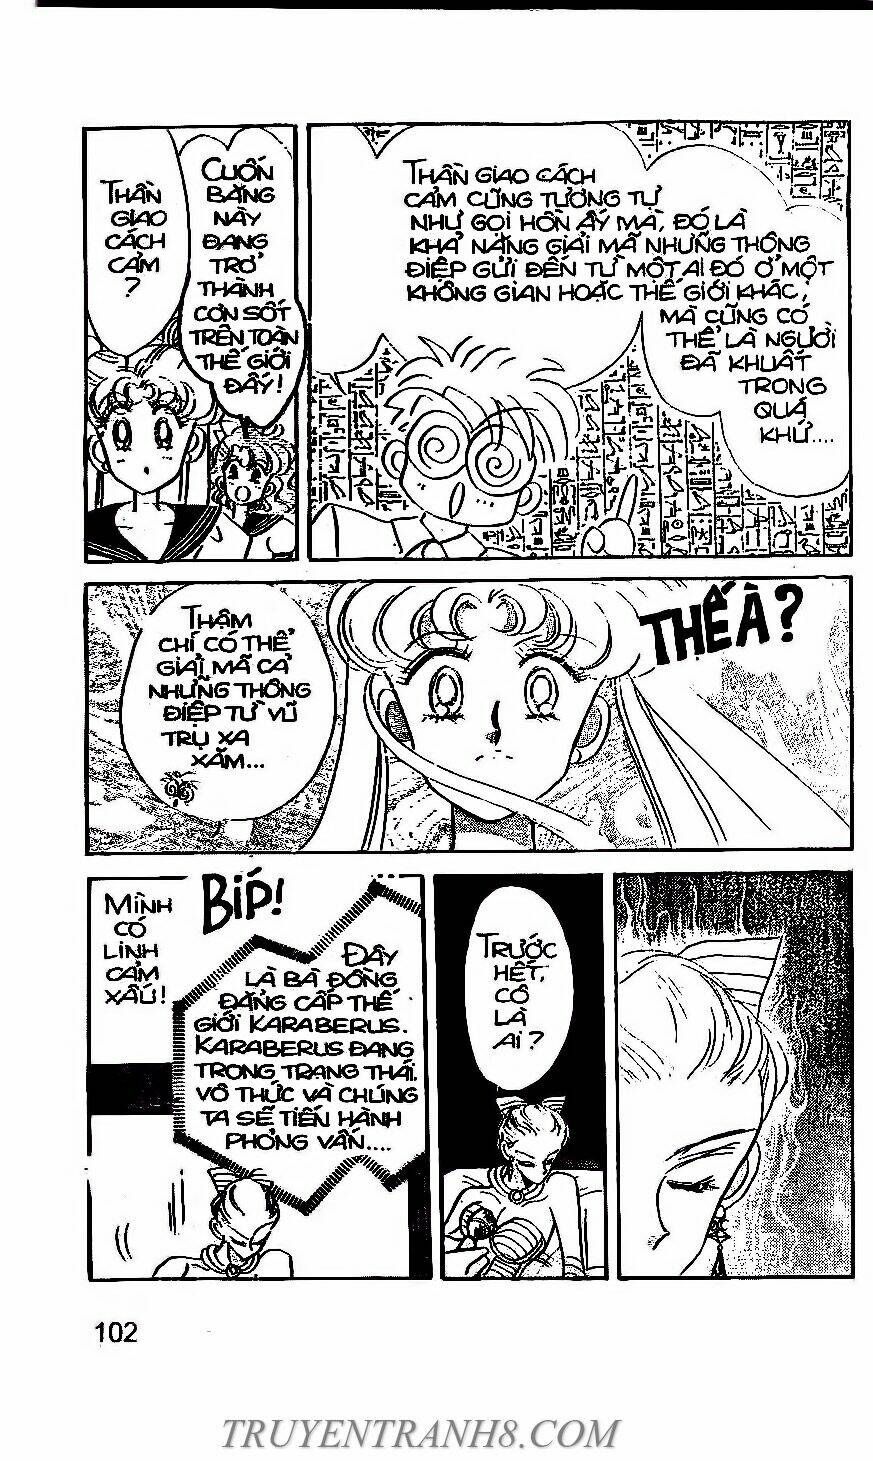 THẦN
GIAO
CÁCH
CẢM
?
CUỐN
BĂNG
NÀY
ĐANG
TRỞ
THÀNH
CƠN SỐT
TRÊN TOÀN
THẾ GIỚI
ĐẤY!
THẦN GIAO CÁCH
CẢM CŨNG TƯƠNG TỰ
NHƯ GỌI HỒN ẤY MÀ, ĐÓ LÀ
KHẢ NĂNG GIẢI MÃ NHỮNG THÔNG
ĐIỆP GỬI ĐẾN TỪ MỘT AI ĐÓ Ở MỘT
KHÔNG GIAN HOẶC THẾ GIỚI KHÁC,
MÀ CŨNG CÓ
THỂ LÀ NGƯỜI
ĐÃ KHUẤT
TRONG
QUÁ
KHỨ....
THẬM
CHÍ CÓ THỂ
GIẢI MÃ CẢ
NHỮNG THÔNG
ĐIỆP TỪ VŨ
TRỤ XA
XĂM...
THẾ À?
MÌNH
CÓ
LINH
CẢM
XẤU!
BÍP!
ĐÂY
LÀ BÀ ĐỒNG
ĐẲNG CẤP THẾ
GIỚI KARABERUS.
KARABERUS ĐANG
TRONG TRẠNG THÁI
VÔ THỨC VÀ CHÚNG
TA SẼ TIẾN HÀNH
PHỎNG VẤN....
TRƯỚC
HẾT,
CÔ
LÀ
AI?
102
TRUYENTRANH8.COM